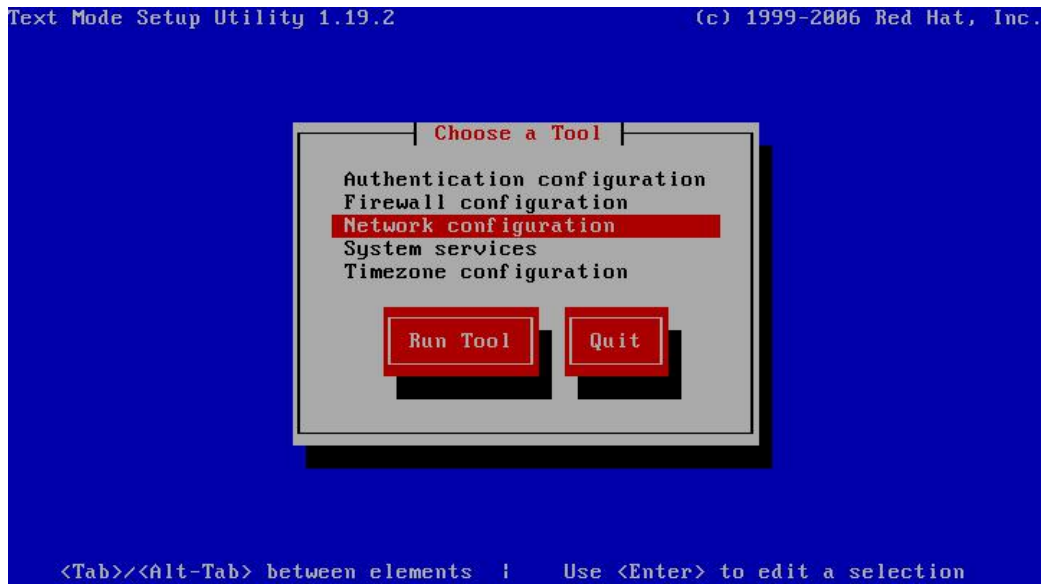 Text Mode Setup Utility 1.19.2 (c) 1999-2006 Red Hat, Inc.
Choose a Tool
Authentication configuration
Firewall configuration
Network configuration
System services
Timezone configuration
Run Tool Quit
<Tab>/<Alt-Tab> between elements | Use <Enter> to edit a selection